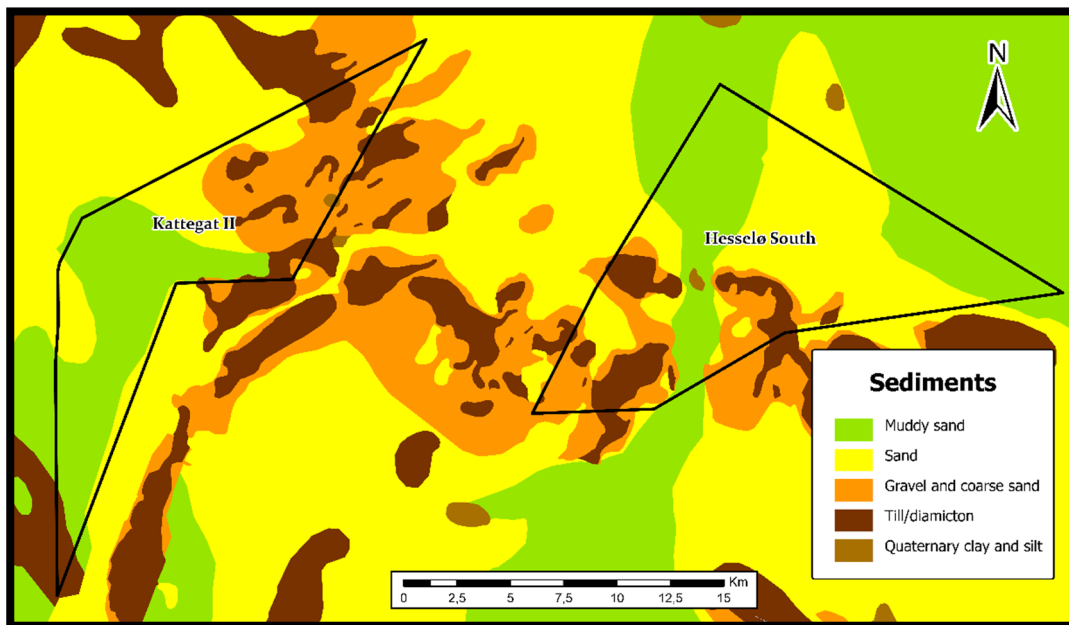 N
Kattegat II
Hesselø South
Sediments
Muddy sand
Sand
Gravel and coarse sand
Till/diamicton
Quaternary clay and silt
Km
0 2,5 5 7,5 10 12,5 15